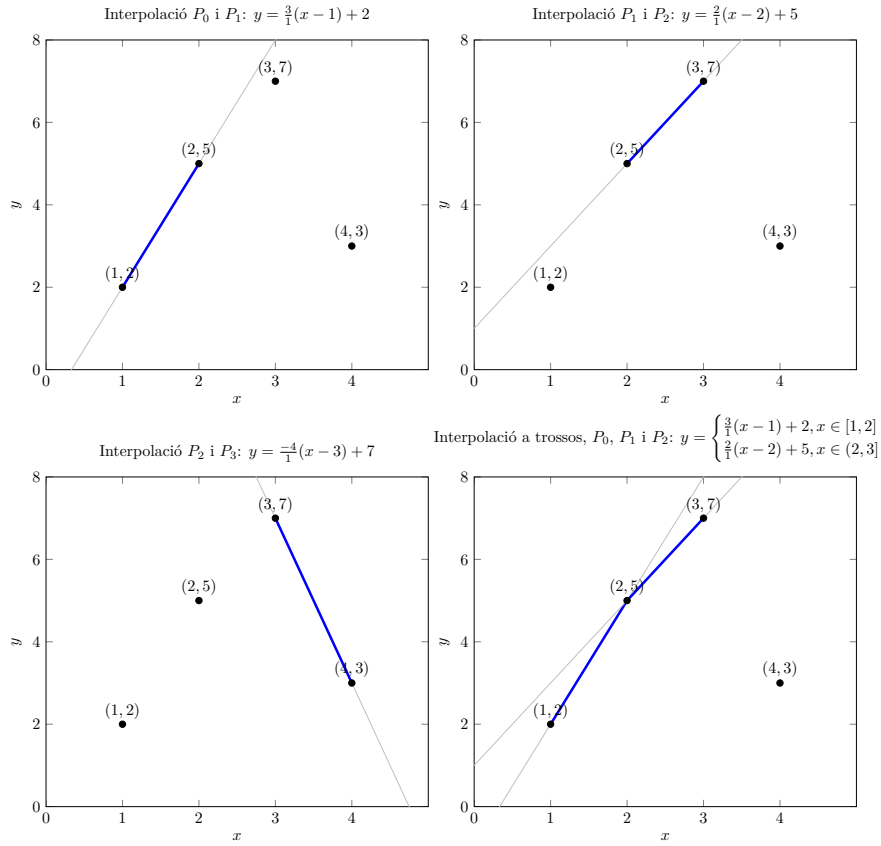 Interpolació P₀ i P₁: y = 3/1(x − 1) + 2
8
6
4
2
0
y
(3, 7)
(2, 5)
(1, 2)
(4, 3)
1 2 3 4
x
Interpolació P₁ i P₂: y = 2/1(x − 2) + 5
8
6
4
2
0
y
(3, 7)
(2, 5)
(4, 3)
(1, 2)
0 1 2 3 4
x
Interpolació P₂ i P₃: y = −4/1(x − 3) + 7
8
6
4
2
0
y
(3, 7)
(2, 5)
(4, 3)
(1, 2)
1 2 3 4
x
Interpolació a trossos, P₀, P₁ i P₂: y = { 3/1(x − 1) + 2, x ∈ [1, 2]
2/1(x − 2) + 5, x ∈ (2, 3]
8
6
4
2
0
y
(3, 7)
(2, 5)
(4, 3)
(1, 2)
0 1 2 3 4
x